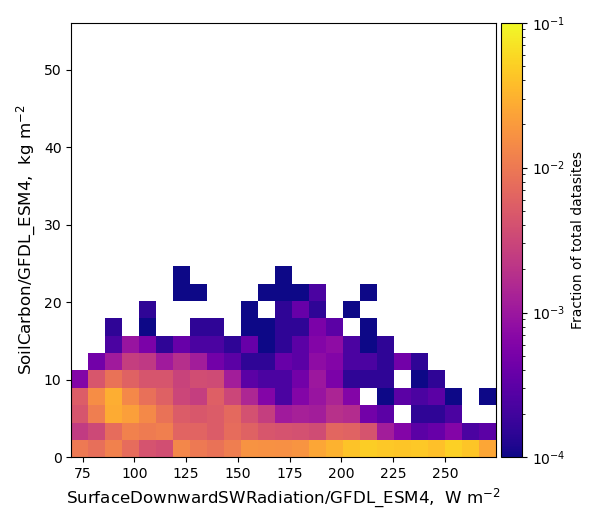 SoilCarbon/GFDL_ESM4,  kg m⁻²
50
40
30
20
10
0
75 100 125 150 175 200 225 250
SurfaceDownwardSWRadiation/GFDL_ESM4,  W m⁻²
10⁻¹
10⁻²
10⁻³
10⁻⁴
Fraction of total datasites